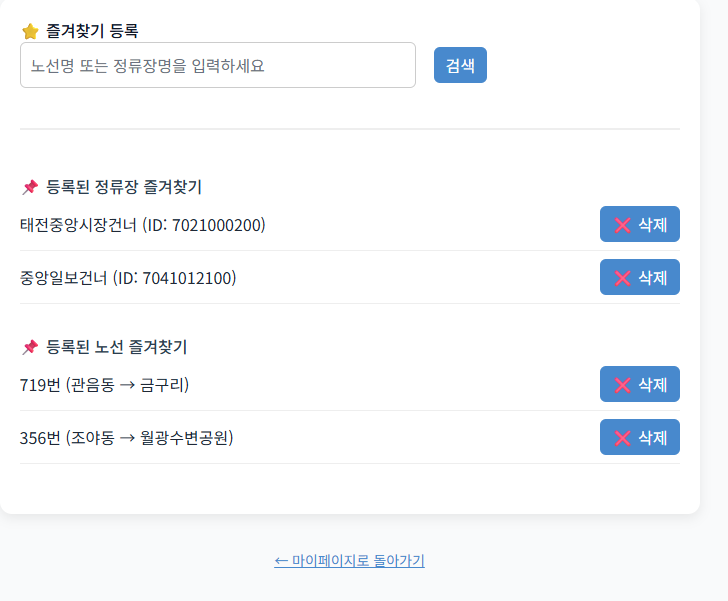 ⭐ 즐겨찾기 등록
노선명 또는 정류장명을 입력하세요 검색
📌 등록된 정류장 즐겨찾기
태전중앙시장건너 (ID: 7021000200) ❌ 삭제
중앙일보건너 (ID: 7041012100) ❌ 삭제
📌 등록된 노선 즐겨찾기
719번 (관음동 → 금구리) ❌ 삭제
356번 (조야동 → 월광수변공원) ❌ 삭제
← 마이페이지로 돌아가기